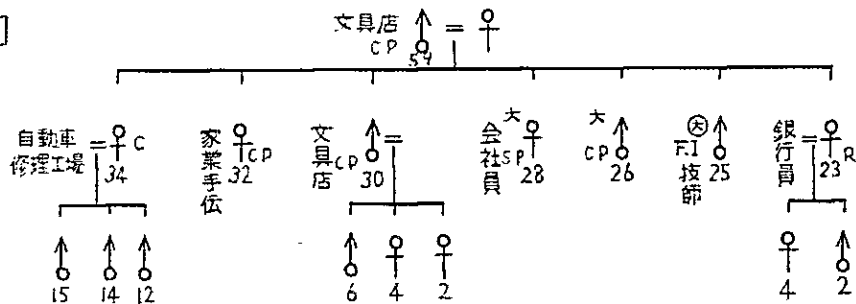 ]
文具店
CP
54
自動車
修理工場
C
34
家業手伝
CP
32
文具店
CP
30
大
会社員
SP
28
大
CP
26
大
F.I
技師
25
銀行員
R
23
15 14 12
6 4 2
4 2